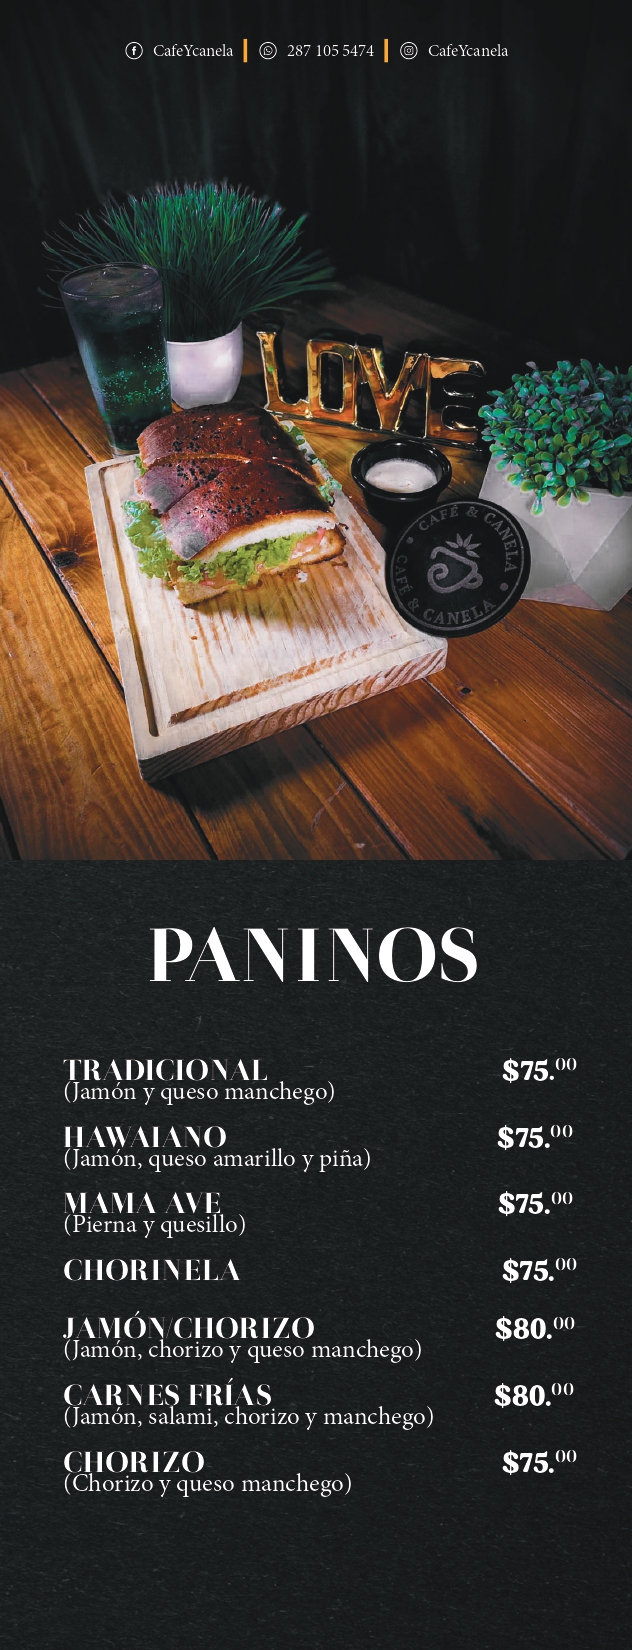 CafeYcanela | 287 105 5474 | CafeYcanela
LOVE
CAFÉ & CANELA
CAFÉ & CANELA
PANINOS
TRADICIONAL $75.00
(Jamón y queso manchego)
HAWAIANO $75.00
(Jamón, queso amarillo y piña)
MAMA AVE $75.00
(Pierna y quesillo)
CHORINELA $75.00
JAMÓN/CHORIZO $80.00
(Jamón, chorizo y queso manchego)
CARNES FRÍAS $80.00
(Jamón, salami, chorizo y manchego)
CHORIZO $75.00
(Chorizo y queso manchego)